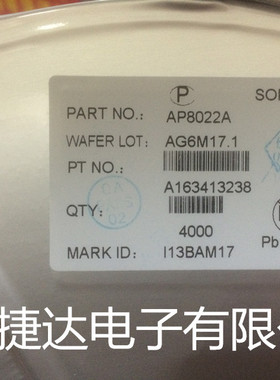 P
SO
PART NO.: AP8022A
WAFER LOT: AG6M17.1
PT NO.: A163413238
QTY: 4000
Pb
MARK ID: I13BAM17
捷达电子有限